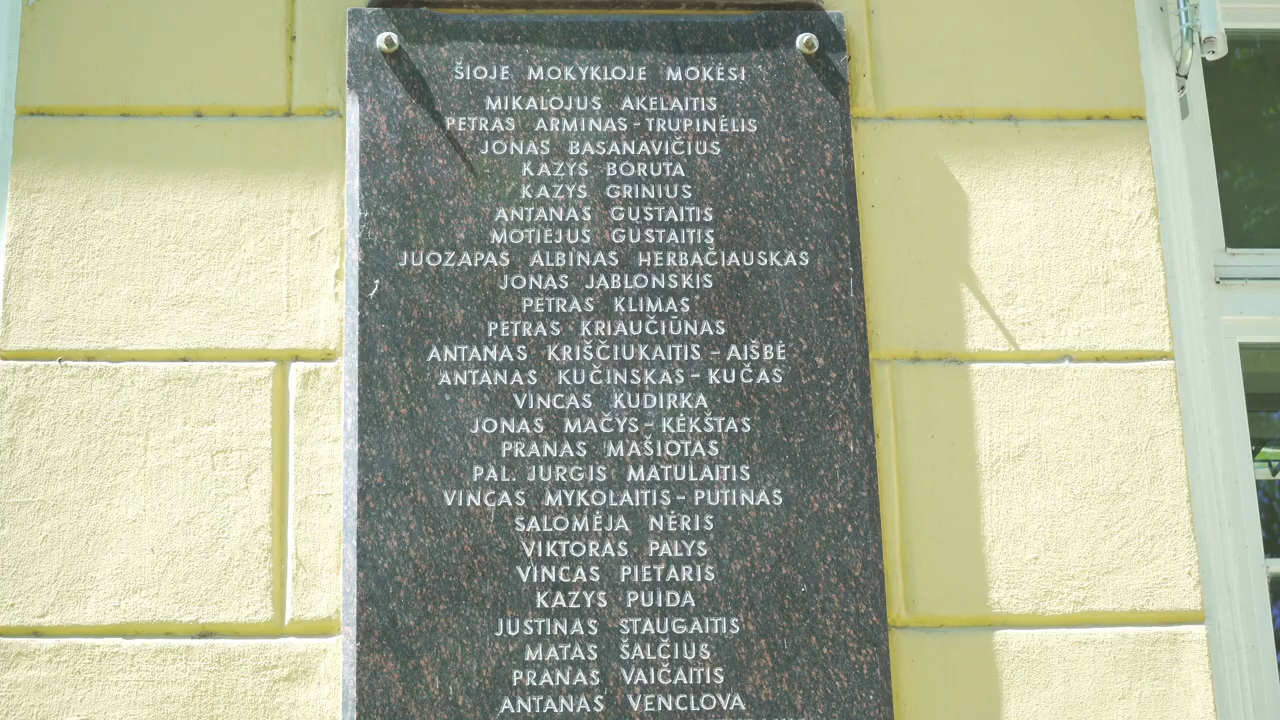 ŠIOJE MOKYKLOJE MOKĖSI
MIKALOJUS AKELAITIS
PETRAS ARMINAS-TRUPINĖLIS
JONAS BASANAVIČIUS
KAZYS BORUTA
KAZYS GRINIUS
ANTANAS GUSTAITIS
MOTIEJUS GUSTAITIS
JUOZAPAS ALBINAS HERBAČIAUSKAS
JONAS JABLONSKIS
PETRAS KLIMAS
PETRAS KRIAUČIŪNAS
ANTANAS KRIŠČIUKAITIS - AIŠBĖ
ANTANAS KUČINSKAS - KUČAS
VINCAS KUDIRKA
JONAS MAČYS - KĖKŠTAS
PRANAS MAŠIOTAS
PAL. JURGIS MATULAITIS
VINCAS MYKOLAITIS - PUTINAS
SALOMĖJA NĖRIS
VIKTORAS PALYS
VINCAS PIETARIS
KAZYS PUIDA
JUSTINAS STAUGAITIS
MATAS ŠALČIUS
PRANAS VAIČAITIS
ANTANAS VENCLOVA